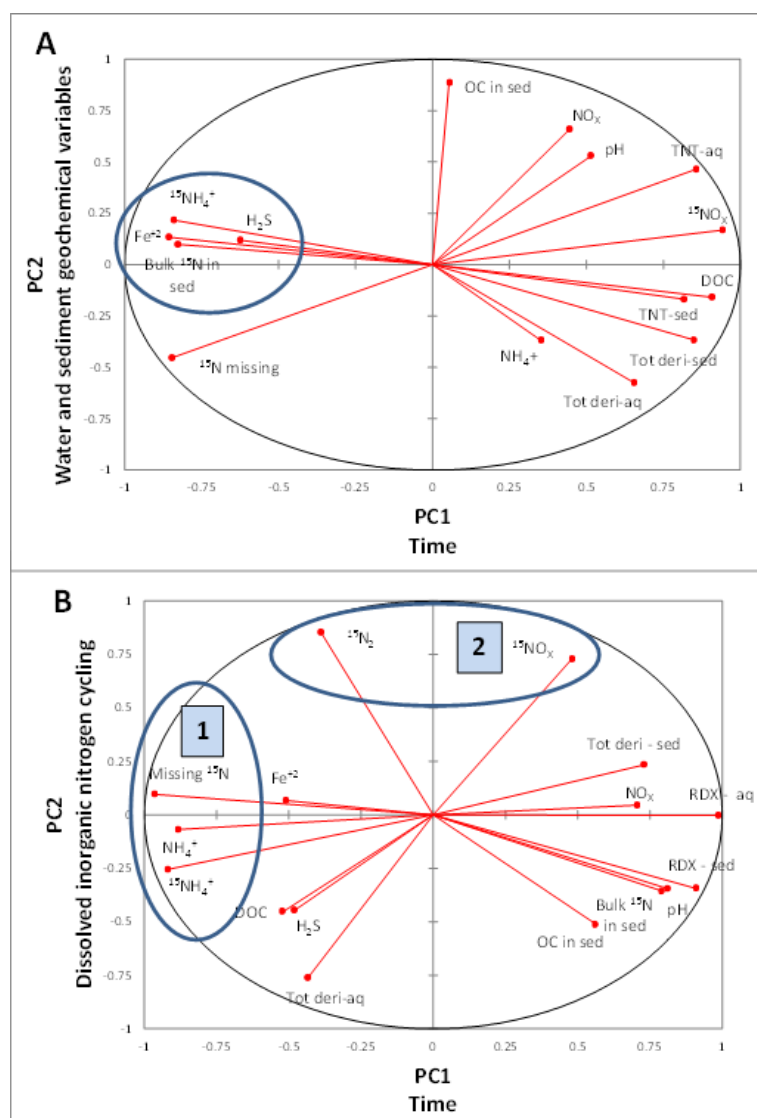 A
PC2
Water and sediment geochemical variables
1
0.75
0.5
0.25
0
-0.25
-0.5
-0.75
-1
OC in sed
NOₓ
pH
TNT-aq
¹⁵NOₓ
¹⁵NH₄⁺
H₂S
Fe⁺²
Bulk ¹⁵N in
sed
DOC
TNT-sed
¹⁵N missing
NH₄⁺
Tot deri-sed
Tot deri-aq
-1 -0.75 -0.5 -0.25 0 0.25 0.5 0.75 1
PC1
Time
B
PC2
Dissolved inorganic nitrogen cycling
1
0.75
0.5
0.25
0
-0.25
-0.5
-0.75
-1
¹⁵N₂
2
¹⁵NOₓ
1
Tot deri - sed
Missing ¹⁵N
Fe⁺²
NOₓ
RDX - aq
NH₄⁺
RDX - sed
¹⁵NH₄⁺
Bulk ¹⁵N
in sed
pH
DOC
H₂S
OC in sed
Tot deri-aq
-1 -0.75 -0.5 -0.25 0 0.25 0.5 0.75 1
PC1
Time